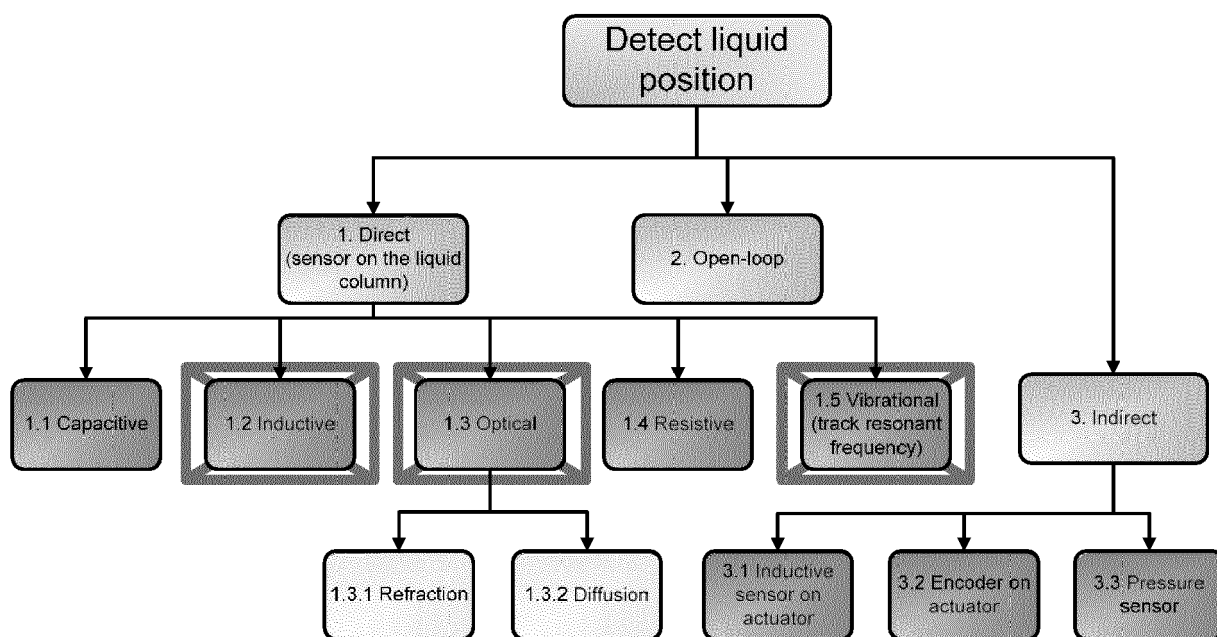 Detect liquid
position
1. Direct
(sensor on the liquid
column)
2. Open-loop
1.1 Capacitive
1.2 Inductive
1.3 Optical
1.4 Resistive
1.5 Vibrational
(track resonant
frequency)
3. Indirect
1.3.1 Refraction
1.3.2 Diffusion
3.1 Inductive
sensor on
actuator
3.2 Encoder on
actuator
3.3 Pressure
sensor